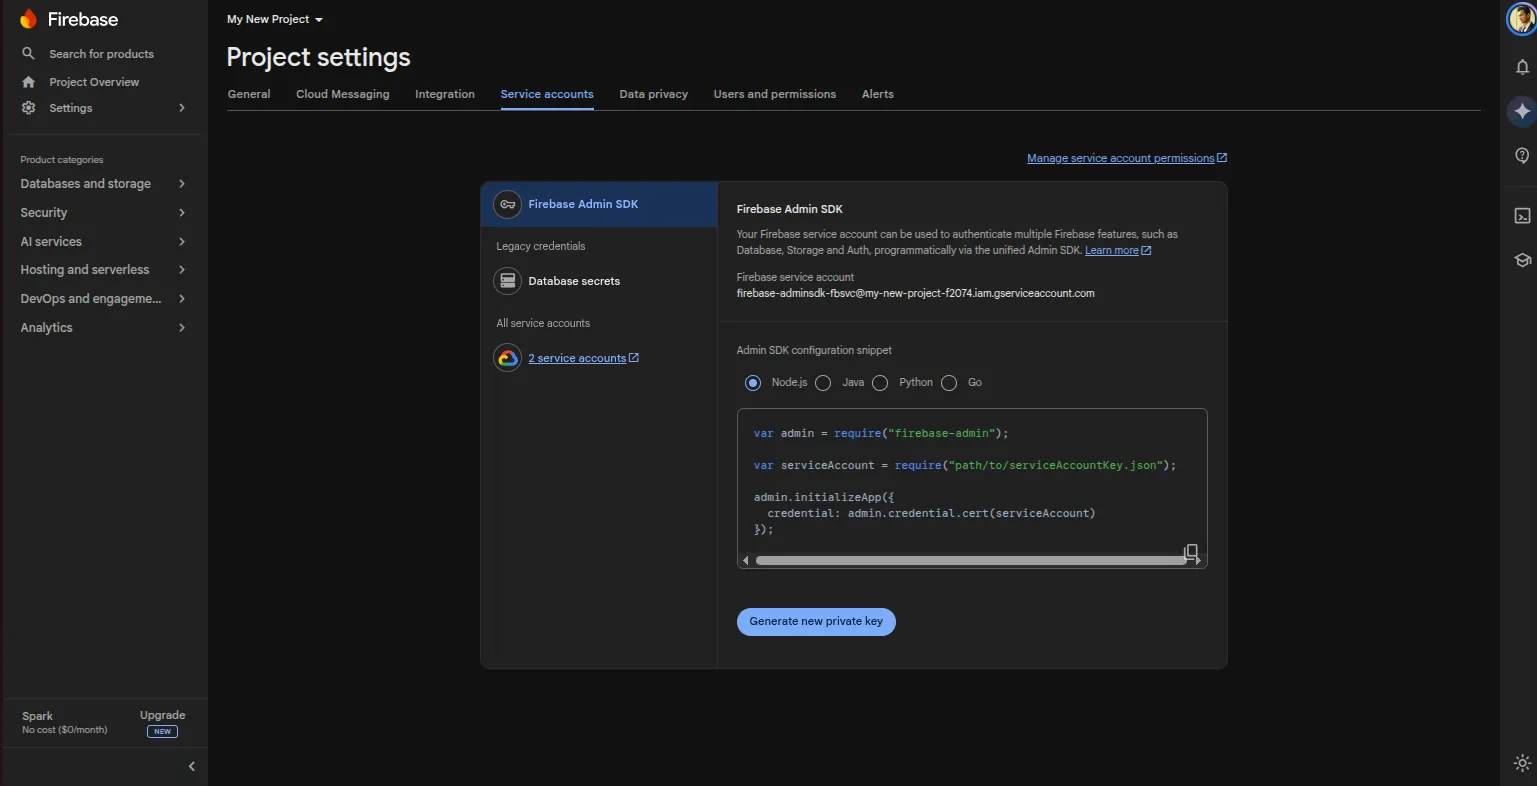 Firebase
Search for products
Project Overview
Settings
Product categories
Databases and storage
Security
AI services
Hosting and serverless
DevOps and engageme...
Analytics
Spark
No cost ($0/month)
Upgrade
NEW
My New Project
Project settings
General Cloud Messaging Integration Service accounts Data privacy Users and permissions Alerts
Manage service account permissions
Firebase Admin SDK
Legacy credentials
Database secrets
All service accounts
2 service accounts
Firebase Admin SDK
Your Firebase service account can be used to authenticate multiple Firebase features, such as
Database, Storage and Auth, programmatically via the unified Admin SDK. Learn more
Firebase service account
firebase-adminsdk-fbsvc@my-new-project-f2074.iam.gserviceaccount.com
Admin SDK configuration snippet
Node.js Java Python Go
var admin = require("firebase-admin");
var serviceAccount = require("path/to/serviceAccountKey.json");
admin.initializeApp({
  credential: admin.credential.cert(serviceAccount)
});
Generate new private key